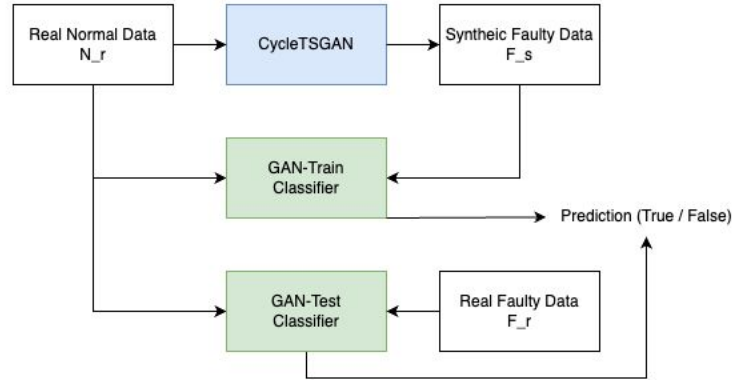 Real Normal Data
N_r
CycleTSGAN
Syntheic Faulty Data
F_s
GAN-Train
Classifier
Prediction (True / False)
GAN-Test
Classifier
Real Faulty Data
F_r